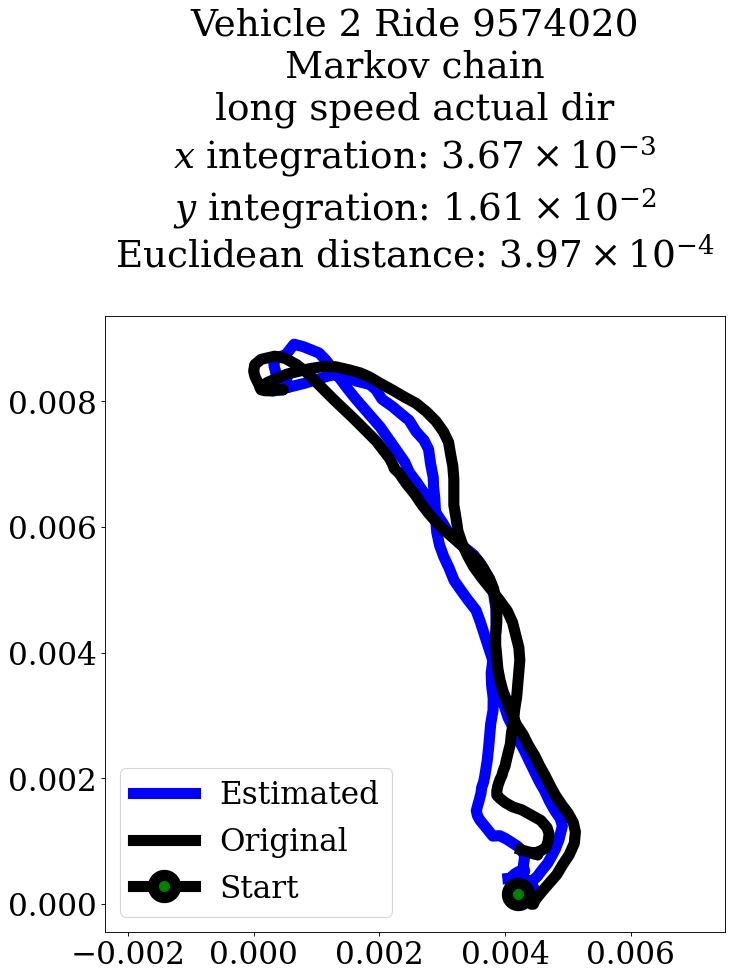 Vehicle 2 Ride 9574020
Markov chain
long speed actual dir
x integration: 3.67 × 10⁻³
y integration: 1.61 × 10⁻²
Euclidean distance: 3.97 × 10⁻⁴
0.008
0.006
0.004
0.002
0.000
Estimated
Original
Start
−0.002 0.000 0.002 0.004 0.006